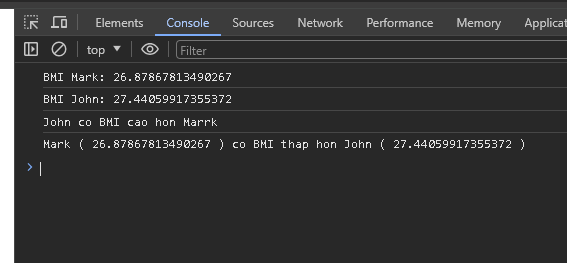 Elements Console Sources Network Performance Memory Applicat
top ▼ Filter
BMI Mark: 26.87867813490267
BMI John: 27.44059917355372
John co BMI cao hon Marrk
Mark ( 26.87867813490267 ) co BMI thap hon John ( 27.44059917355372 )
>